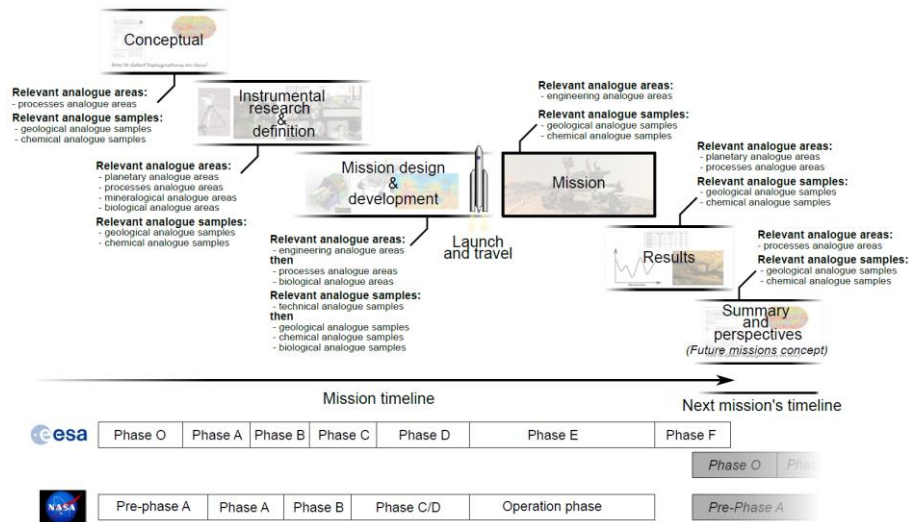 Conceptual
How to detect biosignatures on Mars?
Relevant analogue areas:
- processes analogue areas
Relevant analogue samples:
- geological analogue samples
- chemical analogue samples
Instrumental
research
&
definition
Relevant analogue areas:
- planetary analogue areas
- processes analogue areas
- mineralogical analogue areas
- biological analogue areas
Relevant analogue samples:
- geological analogue samples
- chemical analogue samples
Mission design
&
development
Relevant analogue areas:
- engineering analogue areas
then
- processes analogue areas
- biological analogue areas
Relevant analogue samples:
- technical analogue samples
then
- geological analogue samples
- chemical analogue samples
- biological analogue samples
Launch
and travel
Relevant analogue areas:
- engineering analogue areas
Relevant analogue samples:
- geological analogue samples
- chemical analogue samples
Mission
Relevant analogue areas:
- planetary analogue areas
- processes analogue areas
Relevant analogue samples:
- geological analogue samples
- chemical analogue samples
Results
Relevant analogue areas:
- processes analogue areas
Relevant analogue samples:
- geological analogue samples
- chemical analogue samples
Summary
and
perspectives
(Future missions concept)
Mission timeline
Next mission's timeline
esa
Phase O
Phase A
Phase B
Phase C
Phase D
Phase E
Phase F
Phase O
Phas
NASA
Pre-phase A
Phase A
Phase B
Phase C/D
Operation phase
Pre-Phase A